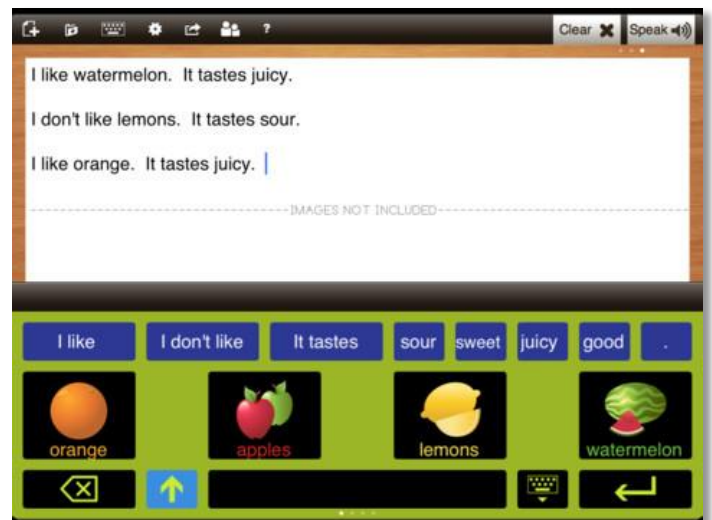 ?
Clear Speak
I like watermelon. It tastes juicy.
I don't like lemons. It tastes sour.
I like orange. It tastes juicy.
IMAGES NOT INCLUDED
I like I don't like It tastes sour sweet juicy good .
orange apples lemons watermelon